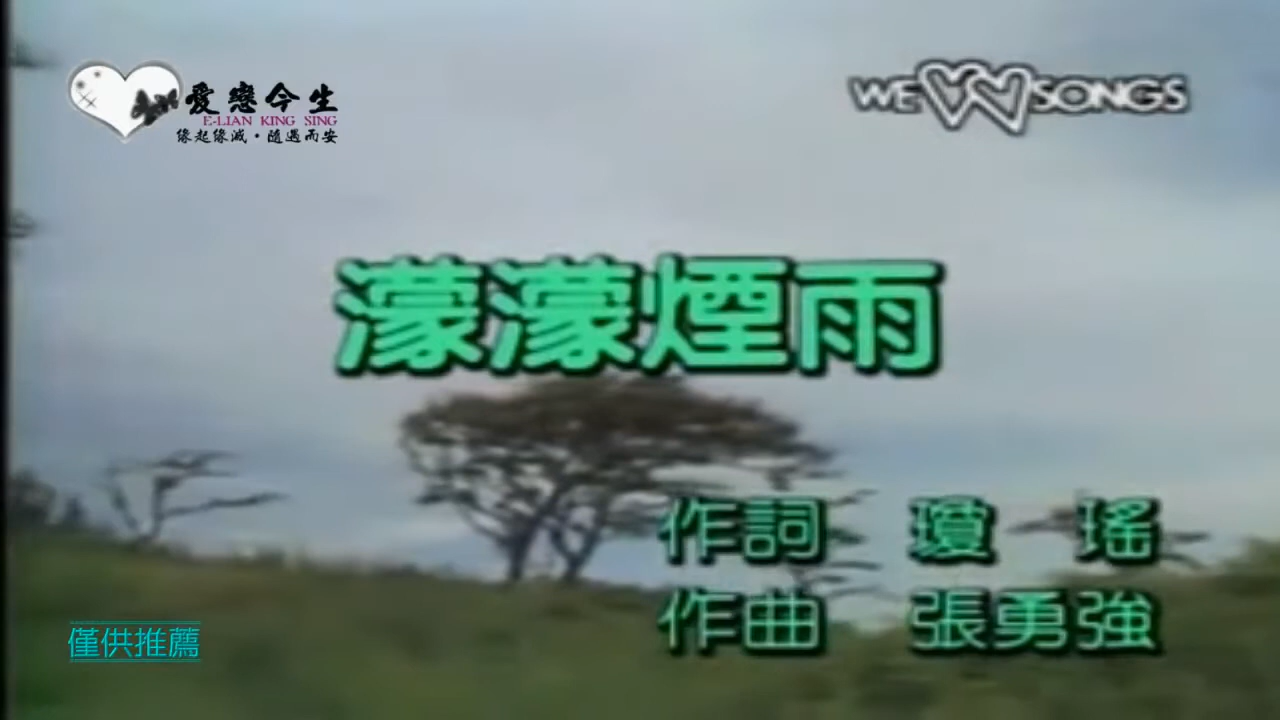 愛戀今生
E-LIAN KING SING
緣起緣滅·隨遇而安
WE SONGS
濛濛煙雨
作詞 瓊 瑤
作曲 張勇強
僅供推薦